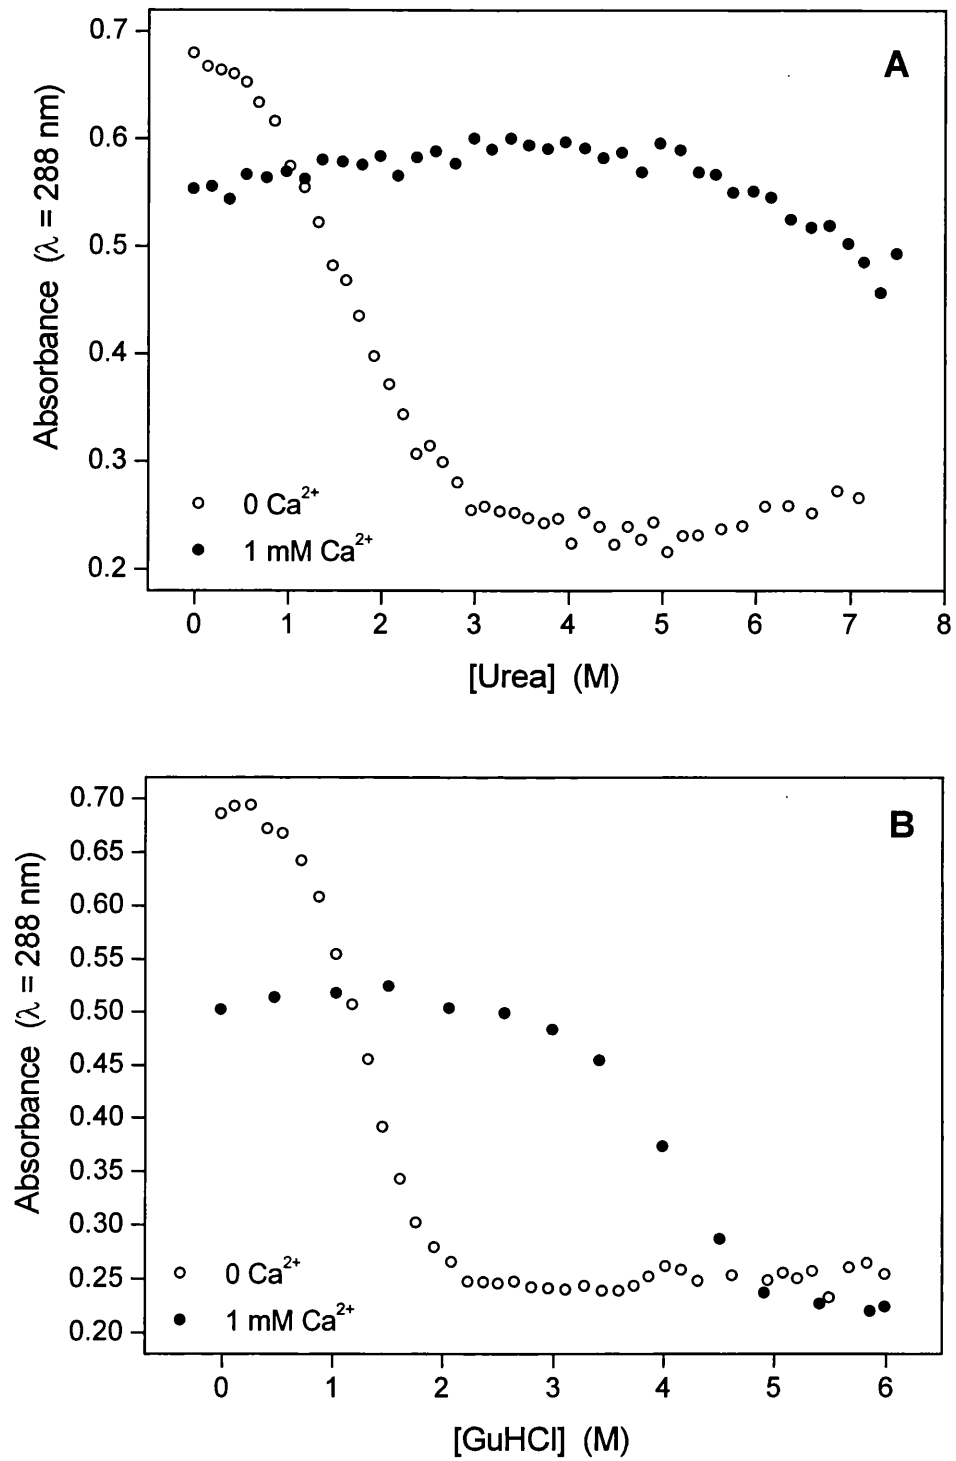 A
Absorbance (λ = 288 nm)
0.7
0.6
0.5
0.4
0.3
0.2
0 Ca²⁺
1 mM Ca²⁺
0 1 2 3 4 5 6 7 8
[Urea] (M)
B
Absorbance (λ = 288 nm)
0.70
0.65
0.60
0.55
0.50
0.45
0.40
0.35
0.30
0.25
0.20
0 Ca²⁺
1 mM Ca²⁺
0 1 2 3 4 5 6
[GuHCl] (M)